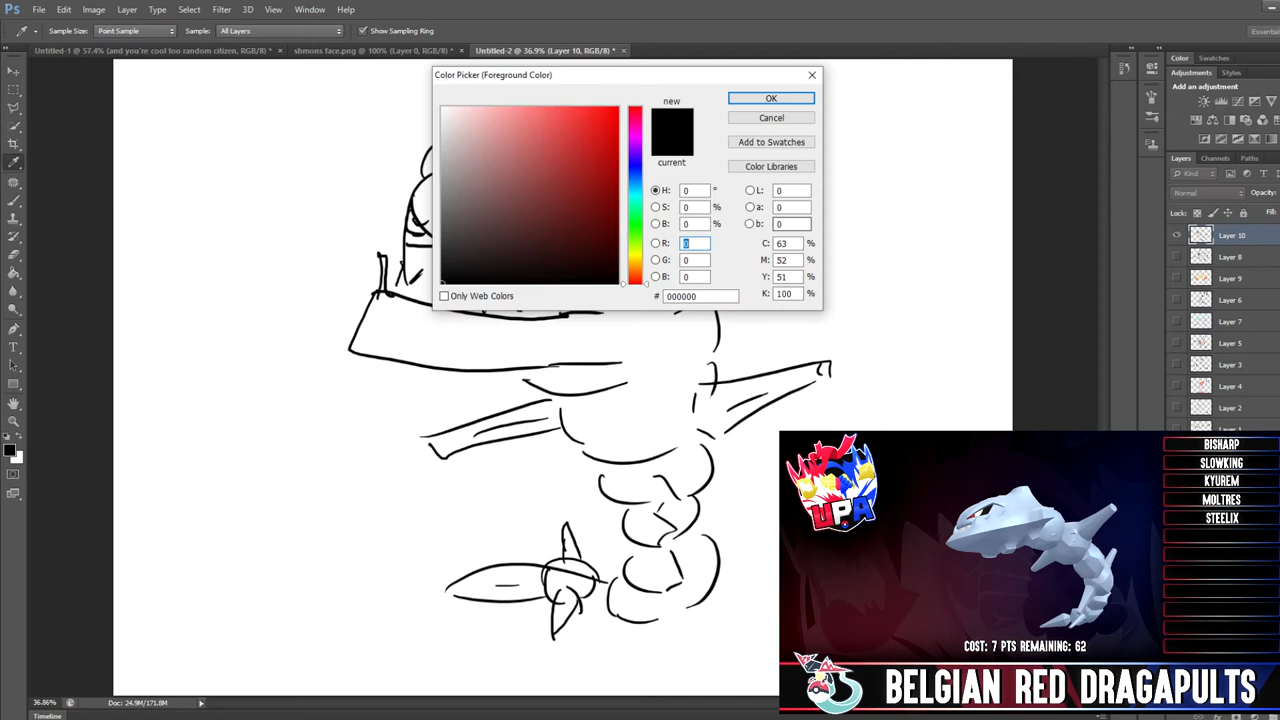 Ps File Edit Image Layer Type Select Filter 3D View Window Help
Sample Size: Point Sample Sample: All Layers Show Sampling Ring Essentia
Untitled-1 @ 57.4% (and you're cool too random citizen, RGB/8) * × shmons face.png @ 100% (Layer 0, RGB/8) * × Untitled-2 @ 36.9% (Layer 10, RGB/8) * ×
Color Swatches
Adjustments Styles
Layers Channels Paths
Kind
Normal Opacity:
Lock: Fill:
Layer 10
Layer 8
Layer 9
Layer 6
Layer 7
Layer 5
Layer 3
Layer 4
Layer 2
Layer 1
Color Picker (Foreground Color)
new
current
OK
Cancel
Add to Swatches
Color Libraries
H: 0 ° L: 0
S: 0 % a: 0
B: 0 % b: 0
R: 0 C: 63 %
G: 0 M: 52 %
B: 0 Y: 51 %
# 000000 K: 100 %
Only Web Colors
UPA
BISHARP
SLOWKING
KYUREM
MOLTRES
STEELIX
COST: 7 PTS REMAINING: 62
BELGIAN RED DRAGAPULTS
36.86% Doc: 24.9M/171.8M
Timeline